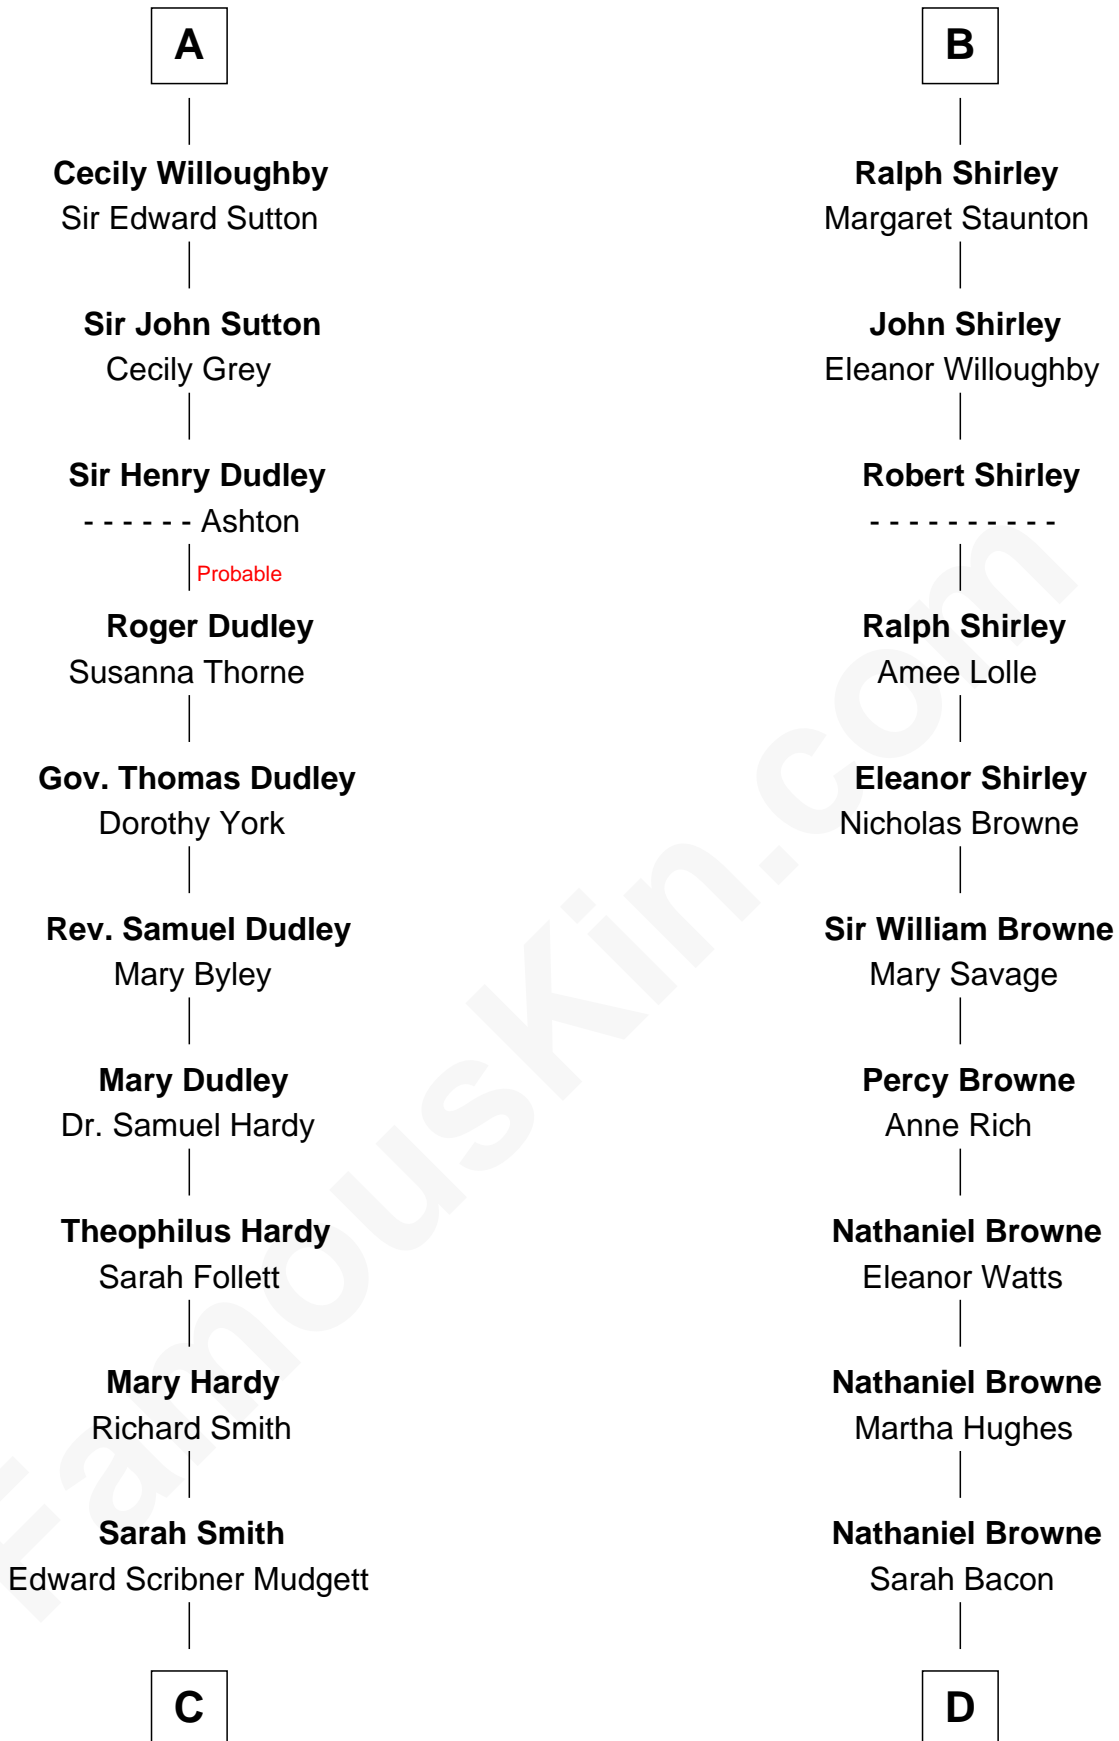 A
Cecily Willoughby
Sir Edward Sutton
Sir John Sutton
Cecily Grey
Sir Henry Dudley
- - - - - - Ashton
Probable
Roger Dudley
Susanna Thorne
Gov. Thomas Dudley
Dorothy York
Rev. Samuel Dudley
Mary Byley
Mary Dudley
Dr. Samuel Hardy
Theophilus Hardy
Sarah Follett
Mary Hardy
Richard Smith
Sarah Smith
Edward Scribner Mudgett
C
B
Ralph Shirley
Margaret Staunton
John Shirley
Eleanor Willoughby
Robert Shirley
- - - - - - - - - -
Ralph Shirley
Amee Lolle
Eleanor Shirley
Nicholas Browne
Sir William Browne
Mary Savage
Percy Browne
Anne Rich
Nathaniel Browne
Eleanor Watts
Nathaniel Browne
Martha Hughes
Nathaniel Browne
Sarah Bacon
D
FamousKin.com